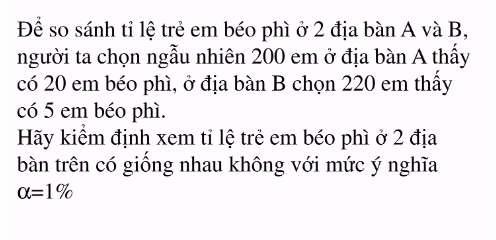 Để so sánh tỉ lệ trẻ em béo phì ở 2 địa bàn A và B,
người ta chọn ngẫu nhiên 200 em ở địa bàn A thấy
có 20 em béo phì, ở địa bàn B chọn 220 em thấy
có 5 em béo phì.
Hãy kiểm định xem tỉ lệ trẻ em béo phì ở 2 địa
bàn trên có giống nhau không với mức ý nghĩa
α=1%